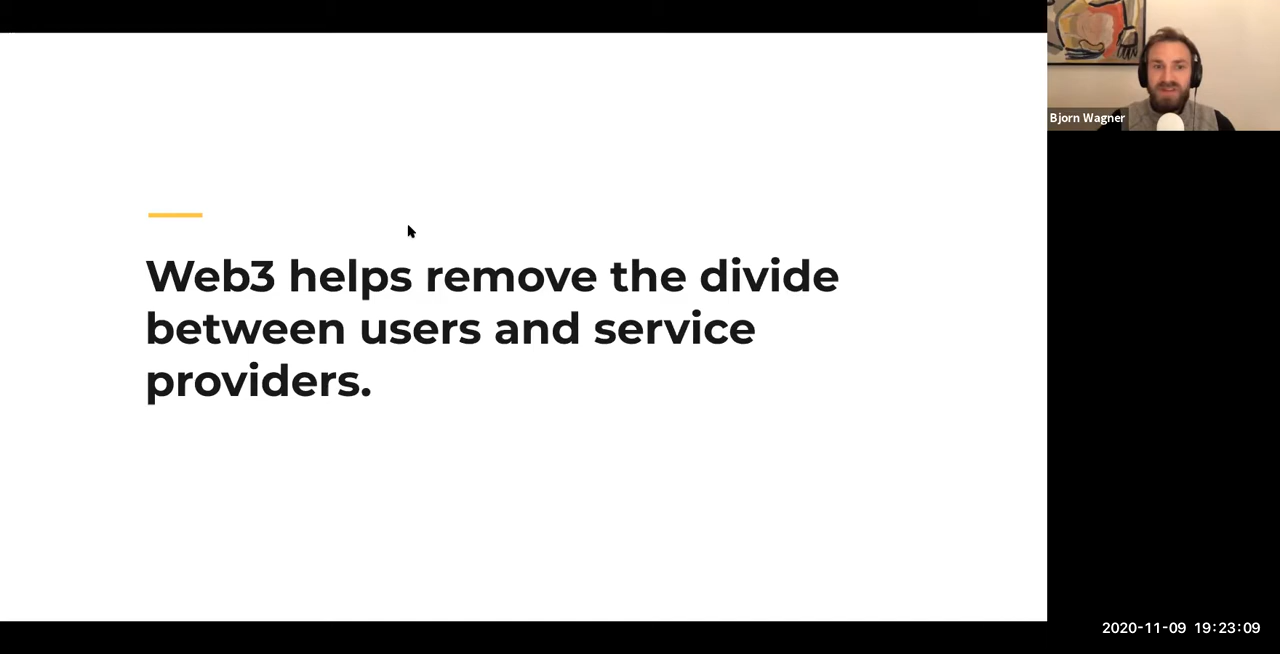 Bjorn Wagner
Web3 helps remove the divide
between users and service
providers.
2020-11-09 19:23:09